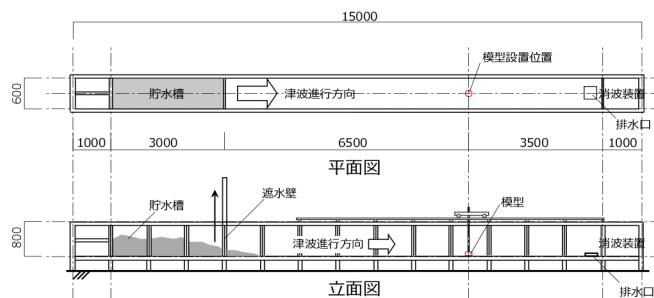 15000
模型設置位置
600
貯水槽
津波進行方向
消波装置
排水口
1000
3000
6500
3500
1000
平面図
貯水槽
遮水壁
模型
800
津波進行方向
消波装置
排水口
立面図